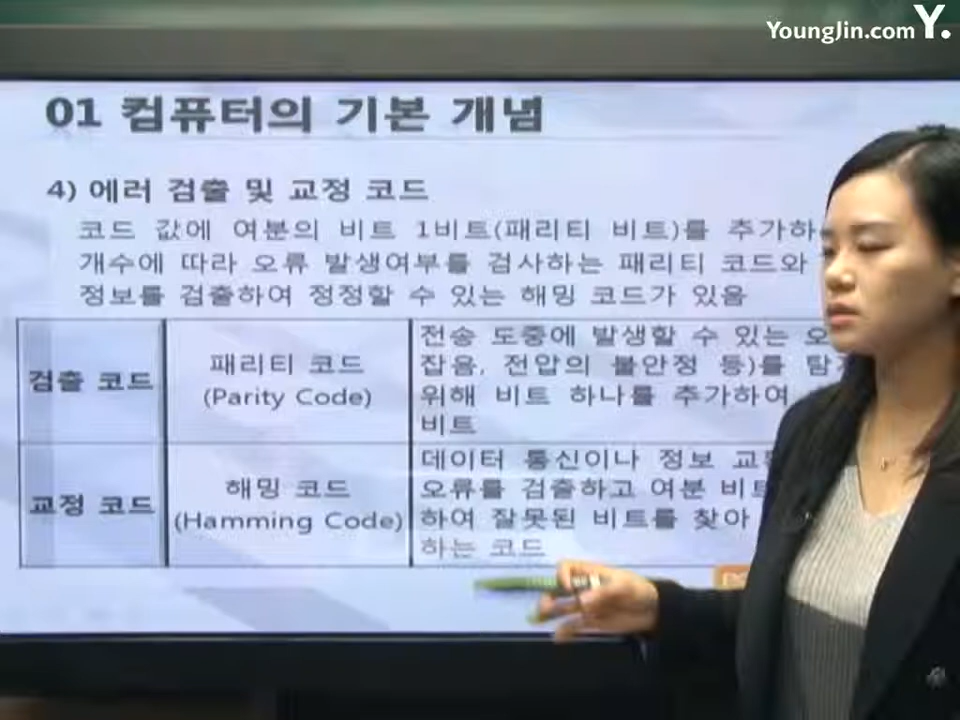 YoungJin.com Y.
01 컴퓨터의 기본 개념
4) 에러 검출 및 교정 코드
코드 값에 여분의 비트 1비트(패리티 비트)를 추가하
개수에 따라 오류 발생여부를 검사하는 패리티 코드와
정보를 검출하여 정정할 수 있는 해밍 코드가 있음
검출 코드
패리티 코드
(Parity Code)
전송 도중에 발생할 수 있는
잡음, 전압의 불안정 등)를
위해 비트 하나를 추가하여
비트
교정 코드
해밍 코드
(Hamming Code)
데이터 통신이나 정보
오류를 검출하고 여분 비트
하여 잘못된 비트를 찾아
하는 코드